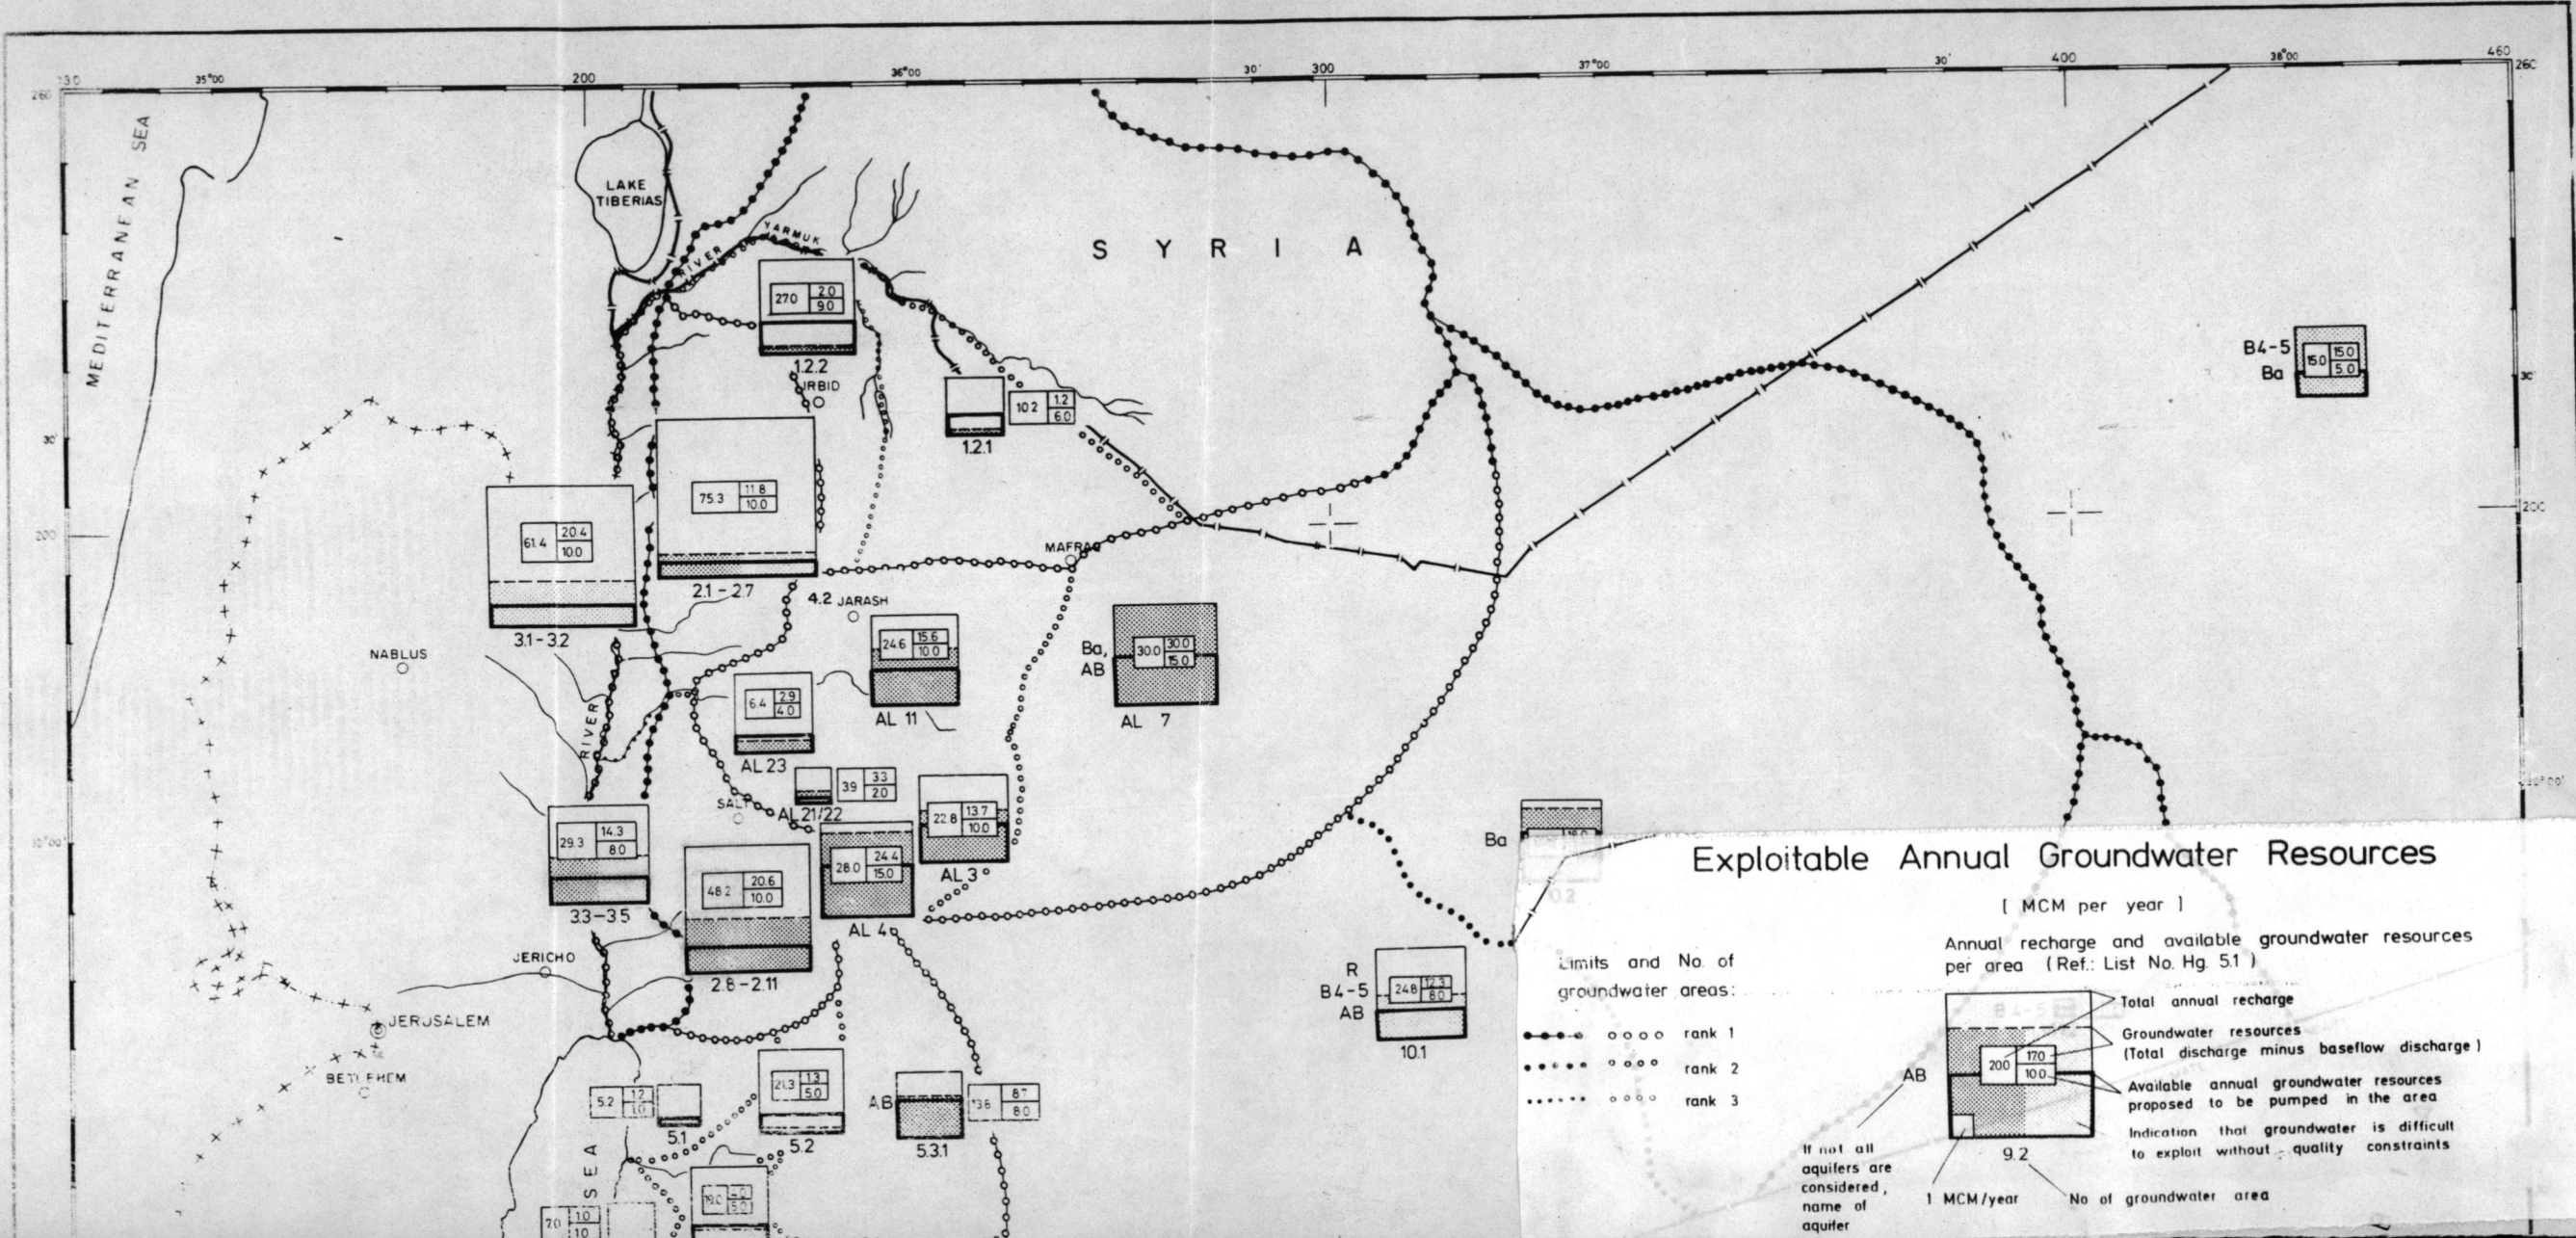 130
35°00
200
36°00
30'
300
37°00
30'
400
38°00
460
260
260
MEDITERRANEAN SEA
LAKE
TIBERIAS
RIVER YARMUK
SYRIA
27.0 2.0
9.0
1.2.2
IRBID
10.2 1.2
6.0
1.2.1
B4-5
Ba
15.0 15.0
5.0
30'
30'
75.3 11.8
10.0
2.1 - 2.7
61.4 20.4
10.0
3.1 - 3.2
200
200
MAFRAQ
4.2 JARASH
NABLUS
24.6 15.6
10.0
AL 11
Ba,
AB
30.0 30.0
15.0
AL 7
6.4 2.9
4.0
AL 23
RIVER
3.9 3.3
2.0
AL 21/22
SALT
22.8 13.7
10.0
AL 3
29.3 14.3
8.0
3.3-3.5
48.2 20.6
10.0
2.8 - 2.11
28.0 24.4
15.0
AL 4
Ba
JERICHO
JERUSALEM
BETLEHEM
R
B4-5
AB
24.8 12.3
8.0
10.1
5.2 1.2
1.0
5.1
21.3 1.3
5.0
5.2
AB
8.7
8.0
5.3.1
SEA
7.0 1.0
1.0
Exploitable Annual Groundwater Resources
[ MCM per year ]
Limits and No. of
groundwater areas:
rank 1
rank 2
rank 3
Annual recharge and available groundwater resources
per area (Ref.: List No. Hg. 5.1 )
Total annual recharge
Groundwater resources
(Total discharge minus baseflow discharge )
AB
20.0 17.0
10.0
Available annual groundwater resources
proposed to be pumped in the area
Indication that groundwater is difficult
to exploit without quality constraints
9.2
If not all
aquifers are
considered,
name of
aquifer
1 MCM/year
No of groundwater area